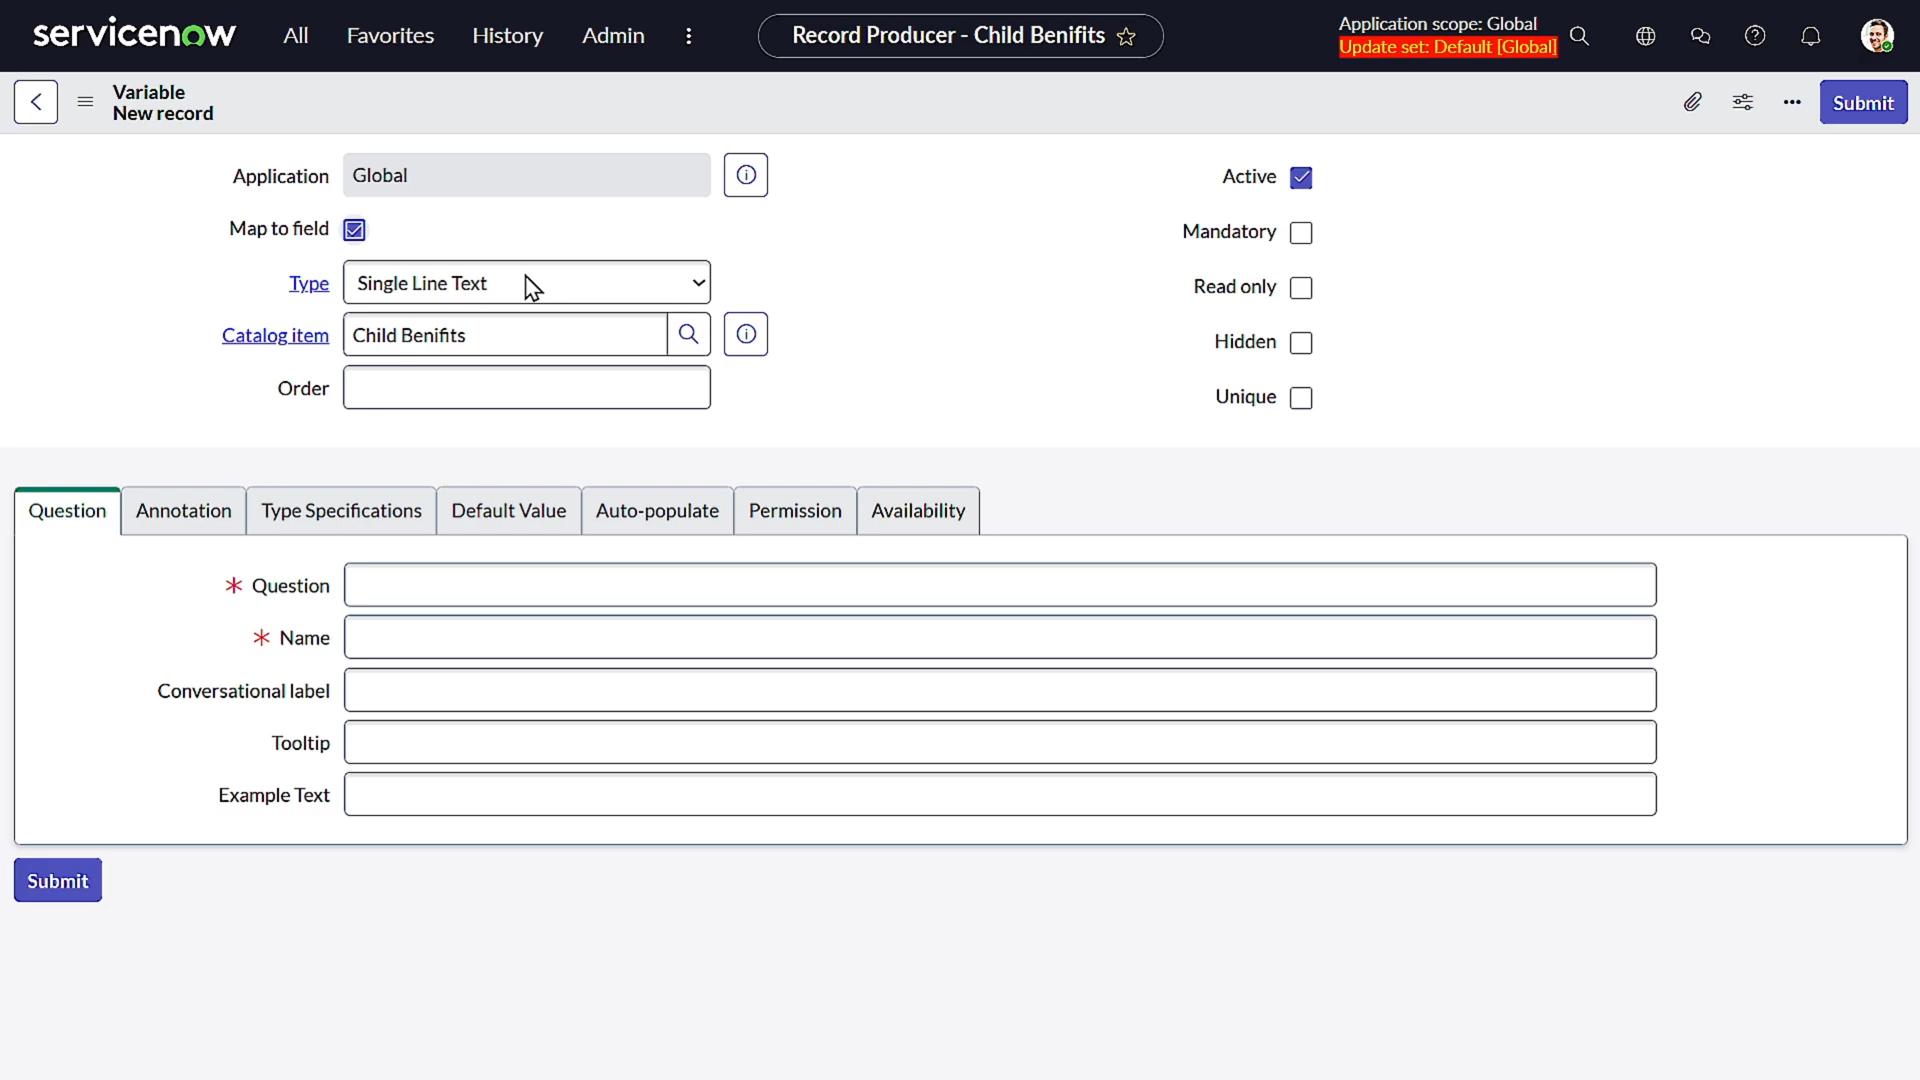 servicenow
All
Favorites
History
Admin
Record Producer - Child Benifits
Application scope: Global
Update set: Default [Global]
Variable
New record
Submit
Application
Global
Map to field
Type
Single Line Text
Catalog item
Child Benifits
Order
Active
Mandatory
Read only
Hidden
Unique
Question
Annotation
Type Specifications
Default Value
Auto-populate
Permission
Availability
* Question
* Name
Conversational label
Tooltip
Example Text
Submit